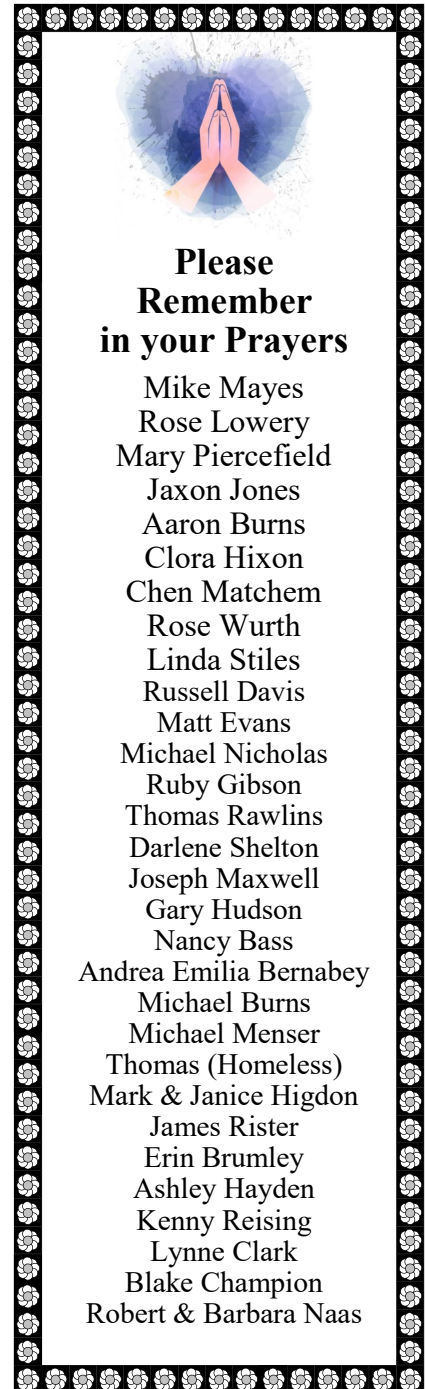 Please
Remember
in your Prayers
Mike Mayes
Rose Lowery
Mary Piercefield
Jaxon Jones
Aaron Burns
Clora Hixon
Chen Matchem
Rose Wurth
Linda Stiles
Russell Davis
Matt Evans
Michael Nicholas
Ruby Gibson
Thomas Rawlins
Darlene Shelton
Joseph Maxwell
Gary Hudson
Nancy Bass
Andrea Emilia Bernabey
Michael Burns
Michael Menser
Thomas (Homeless)
Mark & Janice Higdon
James Rister
Erin Brumley
Ashley Hayden
Kenny Reising
Lynne Clark
Blake Champion
Robert & Barbara Naas